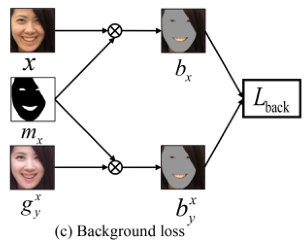 x
b_x
m_x
L_back
g_y^x
b_y^x
(c) Background loss